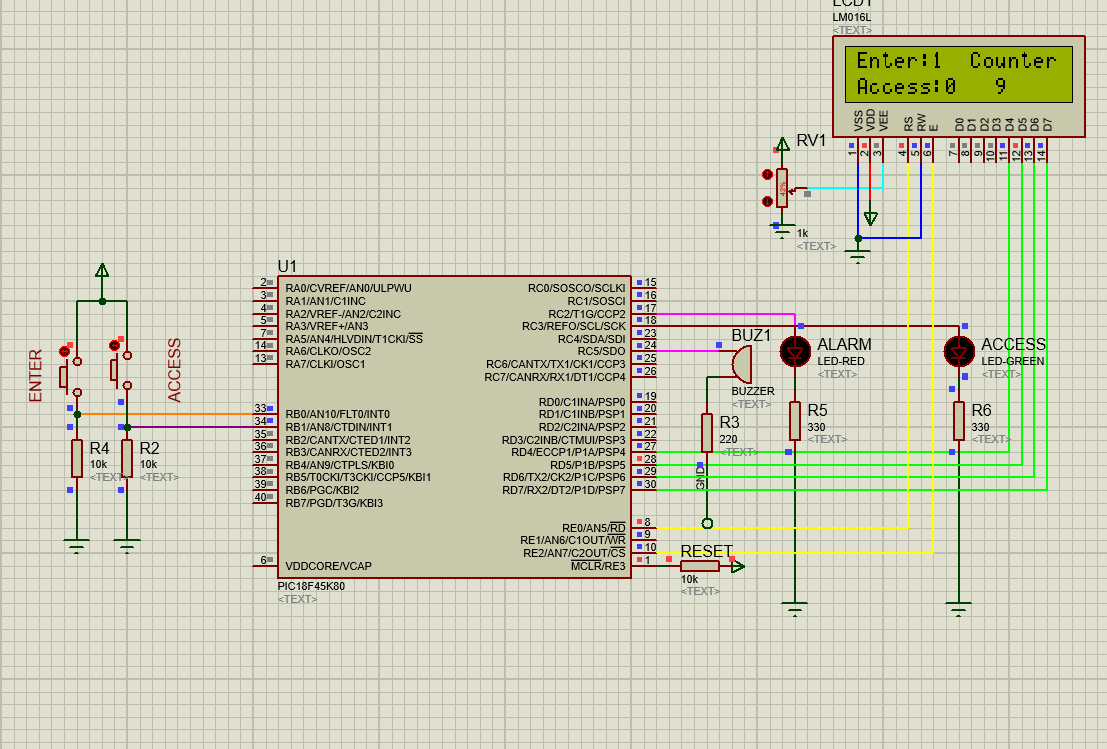 LCD1
LM016L
<TEXT>
Enter:1 Counter
Access:0 9
VSS
VDD
VEE
RS
RW
E
D0
D1
D2
D3
D4
D5
D6
D7
1
2
3
4
5
6
7
8
9
10
11
12
13
14
RV1
42%
1k
<TEXT>
ENTER
ACCESS
R4
10k
<TEXT>
R2
10k
<TEXT>
U1
2 RA0/CVREF/AN0/ULPWU
3 RA1/AN1/C1INC
4 RA2/VREF-/AN2/C2INC
5 RA3/VREF+/AN3
7 RA5/AN4/HLVDIN/T1CKI/SS
14 RA6/CLKO/OSC2
13 RA7/CLKI/OSC1
33 RB0/AN10/FLT0/INT0
34 RB1/AN8/CTDIN/INT1
35 RB2/CANTX/CTED1/INT2
36 RB3/CANRX/CTED2/INT3
37 RB4/AN9/CTPLS/KBI0
38 RB5/T0CKI/T3CKI/CCP5/KBI1
39 RB6/PGC/KBI2
40 RB7/PGD/T3G/KBI3
6 VDDCORE/VCAP
RC0/SOSCO/SCLKI 15
RC1/SOSCI 16
RC2/T1G/CCP2 17
RC3/REFO/SCL/SCK 18
RC4/SDA/SDI 23
RC5/SDO 24
RC6/CANTX/TX1/CK1/CCP3 25
RC7/CANRX/RX1/DT1/CCP4 26
RD0/C1INA/PSP0 19
RD1/C1INB/PSP1 20
RD2/C2INA/PSP2 21
RD3/C2INB/CTMUI/PSP3 22
RD4/ECCP1/P1A/PSP4 27
RD5/P1B/PSP5 28
RD6/TX2/CK2/P1C/PSP6 29
RD7/RX2/DT2/P1D/PSP7 30
RE0/AN5/RD 8
RE1/AN6/C1OUT/WR 9
RE2/AN7/C2OUT/CS 10
MCLR/RE3 1
PIC18F45K80
<TEXT>
BUZ1
BUZZER
<TEXT>
R3
220
<TEXT>
GND
RESET
10k
<TEXT>
ALARM
LED-RED
<TEXT>
R5
330
<TEXT>
ACCESS
LED-GREEN
<TEXT>
R6
330
<TEXT>